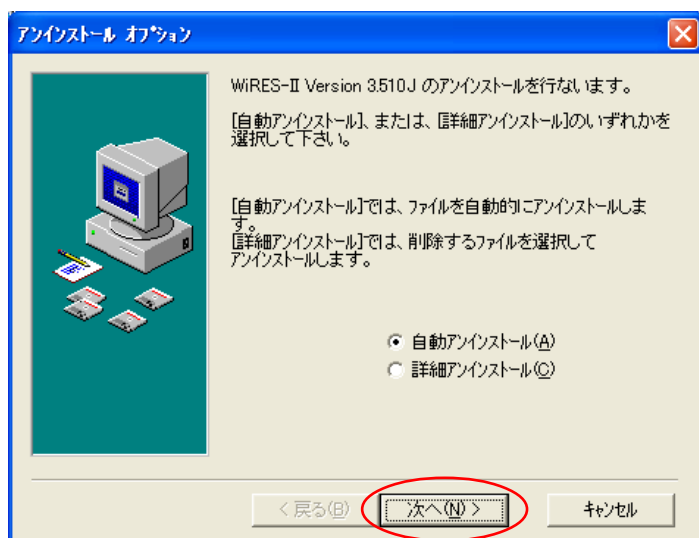 アンインストール オプション
WiRES-II Version 3.510J のアンインストールを行ないます。
[自動アンインストール]、または、[詳細アンインストール]のいずれかを
選択して下さい。
[自動アンインストール]では、ファイルを自動的にアンインストールしま
す。
[詳細アンインストール]では、削除するファイルを選択して
アンインストールします。
自動アンインストール(A)
詳細アンインストール(C)
< 戻る(B)
次へ(N) >
キャンセル